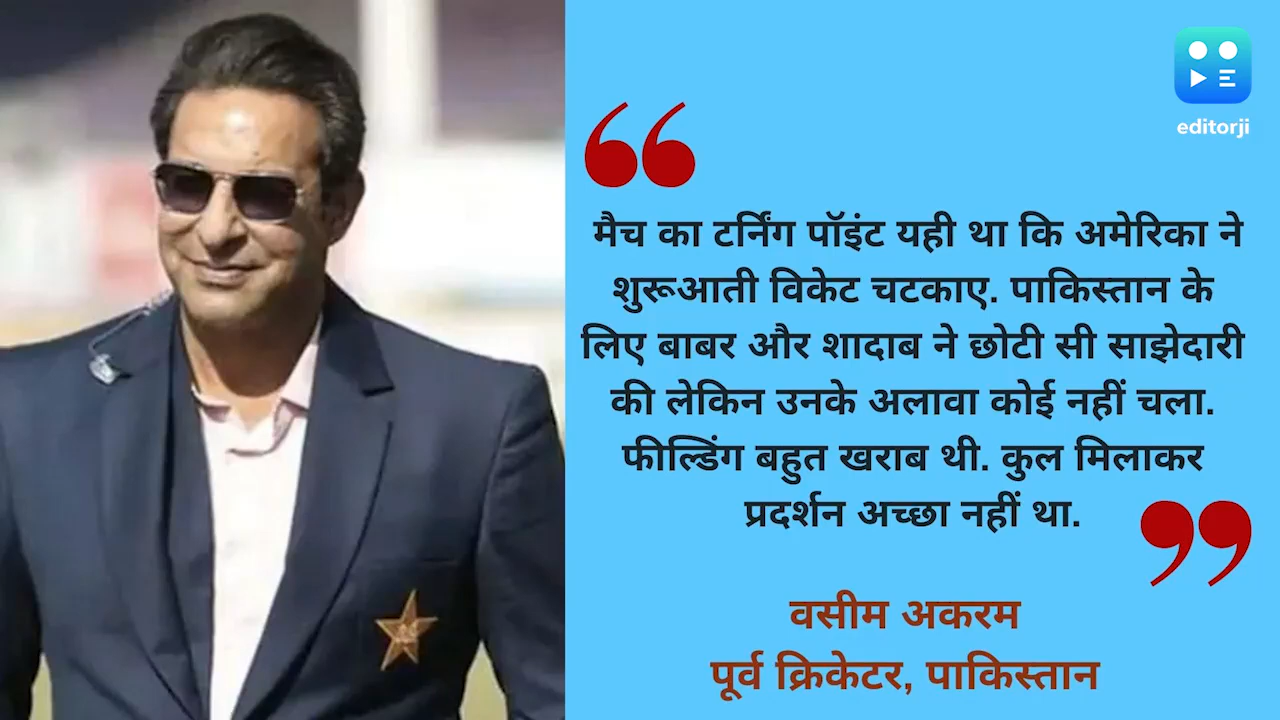 editorji
“
मैच का टर्निंग पॉइंट यही था कि अमेरिका ने
शुरूआती विकेट चटकाए. पाकिस्तान के
लिए बाबर और शादाब ने छोटी सी साझेदारी
की लेकिन उनके अलावा कोई नहीं चला.
फील्डिंग बहुत खराब थी. कुल मिलाकर
प्रदर्शन अच्छा नहीं था.
”
वसीम अकरम
पूर्व क्रिकेटर, पाकिस्तान